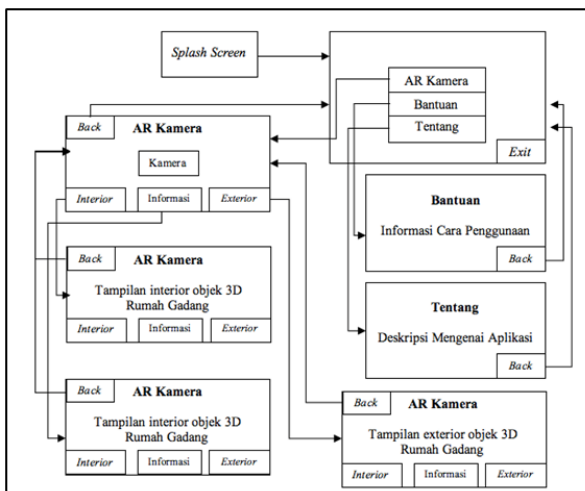 Splash Screen
AR Kamera
Bantuan
Tentang
Exit
Back
AR Kamera
Kamera
Interior
Informasi
Exterior
Bantuan
Informasi Cara Penggunaan
Back
Back
AR Kamera
Tampilan interior objek 3D
Rumah Gadang
Interior
Informasi
Exterior
Tentang
Deskripsi Mengenai Aplikasi
Back
Back
AR Kamera
Tampilan interior objek 3D
Rumah Gadang
Interior
Informasi
Exterior
Back
AR Kamera
Tampilan exterior objek 3D
Rumah Gadang
Interior
Informasi
Exterior